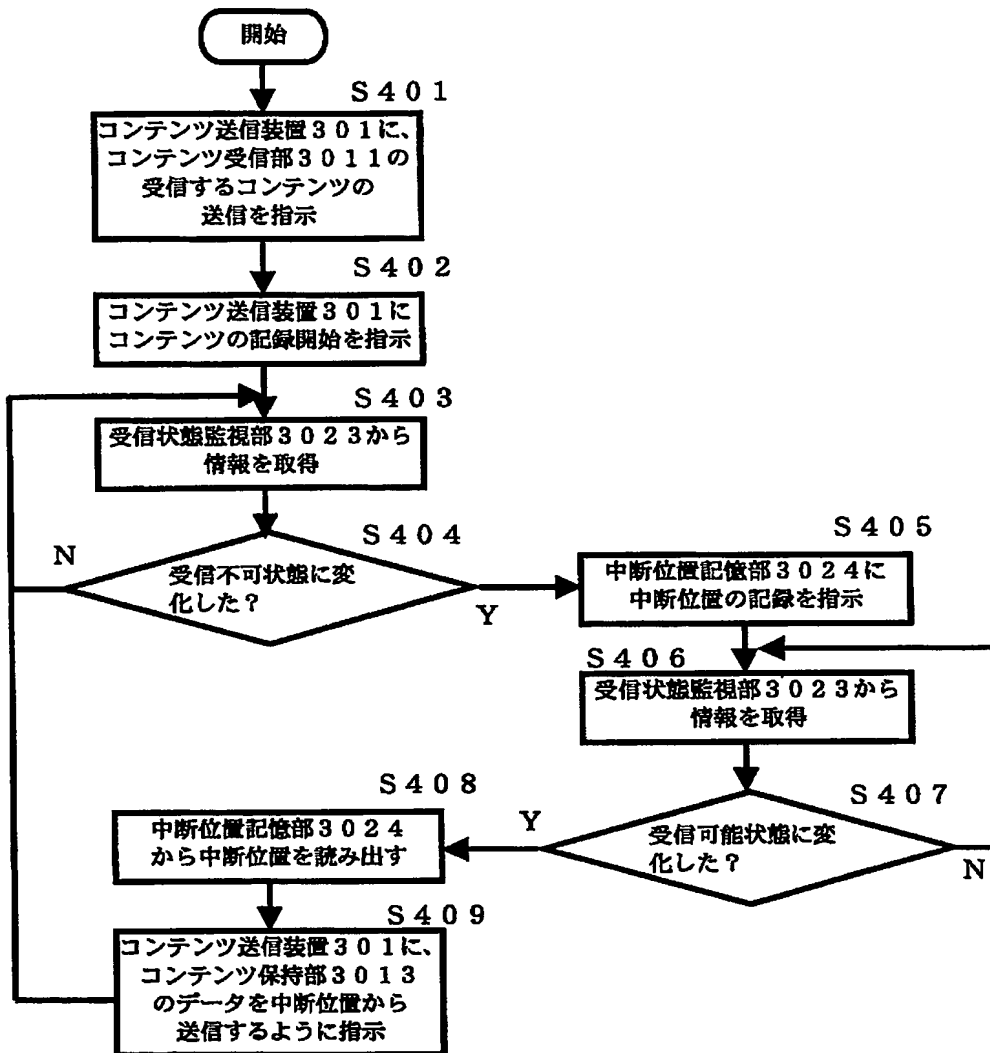 開始
S401
コンテンツ送信装置301に、
コンテンツ受信部3011の
受信するコンテンツの
送信を指示
S402
コンテンツ送信装置301に
コンテンツの記録開始を指示
S403
受信状態監視部3023から
情報を取得
S404
受信不可状態に変
化した?
N
Y
S405
中断位置記憶部3024に
中断位置の記録を指示
S406
受信状態監視部3023から
情報を取得
S407
受信可能状態に変
化した?
Y
N
S408
中断位置記憶部3024
から中断位置を読み出す
S409
コンテンツ送信装置301に、
コンテンツ保持部3013
のデータを中断位置から
送信するように指示